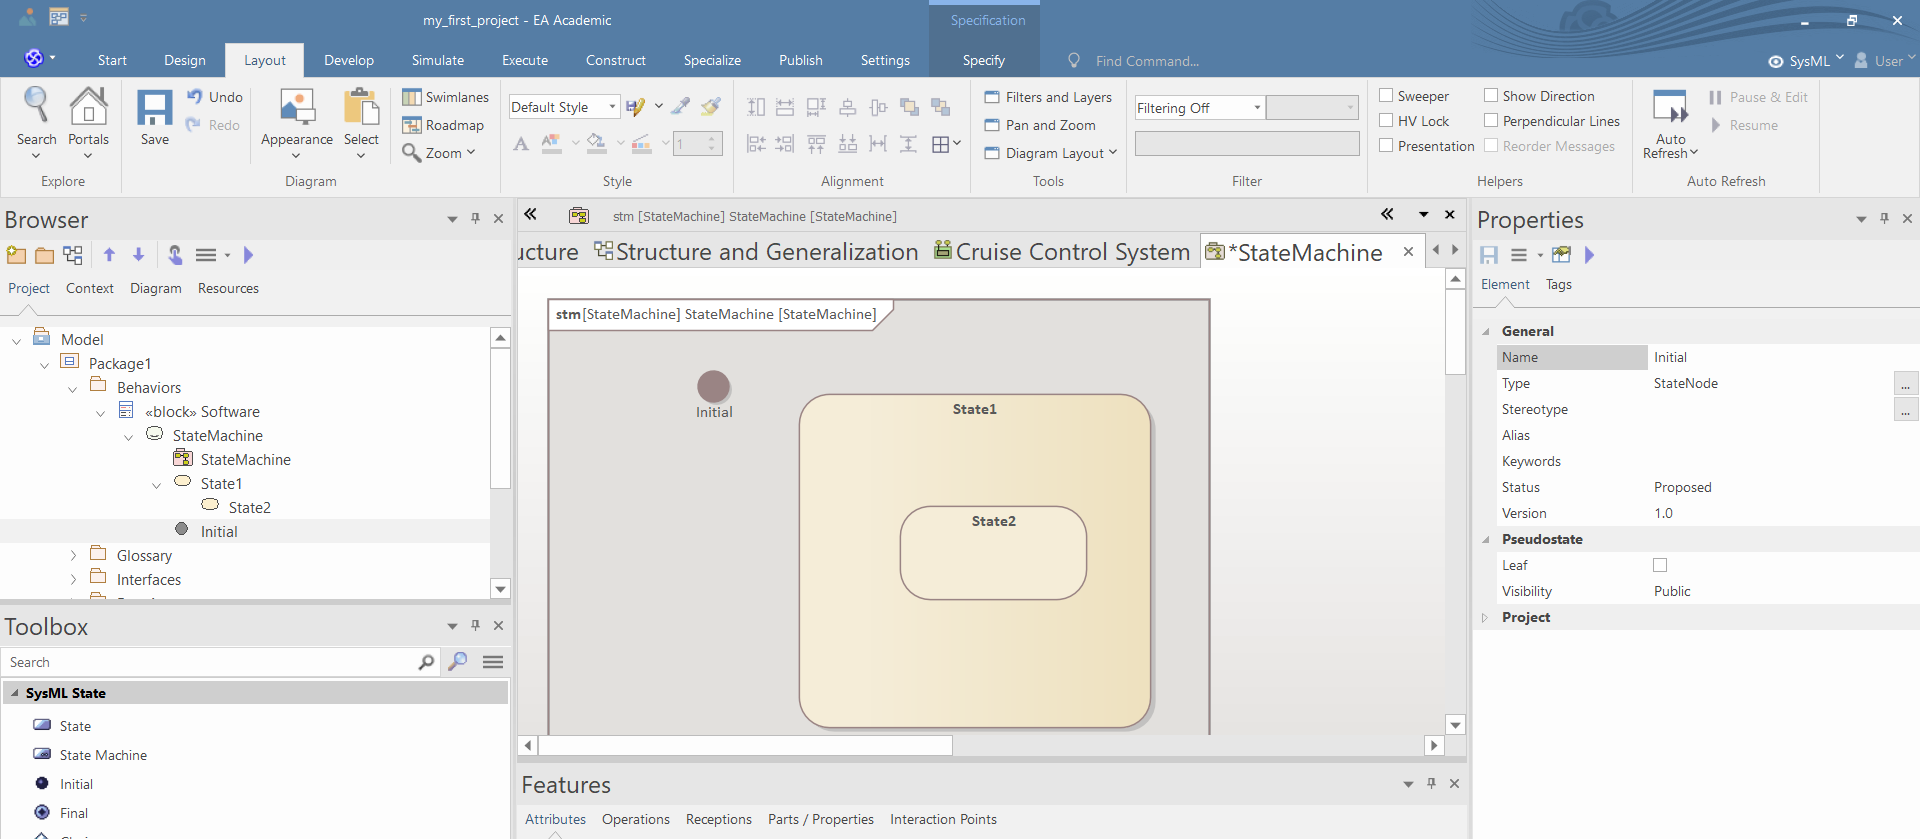 my_first_project - EA Academic
Specification
Start Design Layout Develop Simulate Execute Construct Specialize Publish Settings Specify Find Command... SysML User
Search
Portals
Explore
Save
Undo
Redo
Appearance
Select
Swimlanes
Roadmap
Zoom
Diagram
Default Style
1
Style
Alignment
Filters and Layers
Pan and Zoom
Diagram Layout
Tools
Filtering Off
Filter
Sweeper
HV Lock
Presentation
Show Direction
Perpendicular Lines
Reorder Messages
Helpers
Auto
Refresh
Pause & Edit
Resume
Auto Refresh
Browser
Project Context Diagram Resources
Model
Package1
Behaviors
«block» Software
StateMachine
StateMachine
State1
State2
Initial
Glossary
Interfaces
Toolbox
Search
SysML State
State
State Machine
Initial
Final
stm [StateMachine] StateMachine [StateMachine]
ucture Structure and Generalization Cruise Control System *StateMachine
stm [StateMachine] StateMachine [StateMachine]
Initial
State1
State2
Features
Attributes Operations Receptions Parts / Properties Interaction Points
Properties
Element Tags
General
Name Initial
Type StateNode ...
Stereotype ...
Alias
Keywords
Status Proposed
Version 1.0
Pseudostate
Leaf
Visibility Public
Project